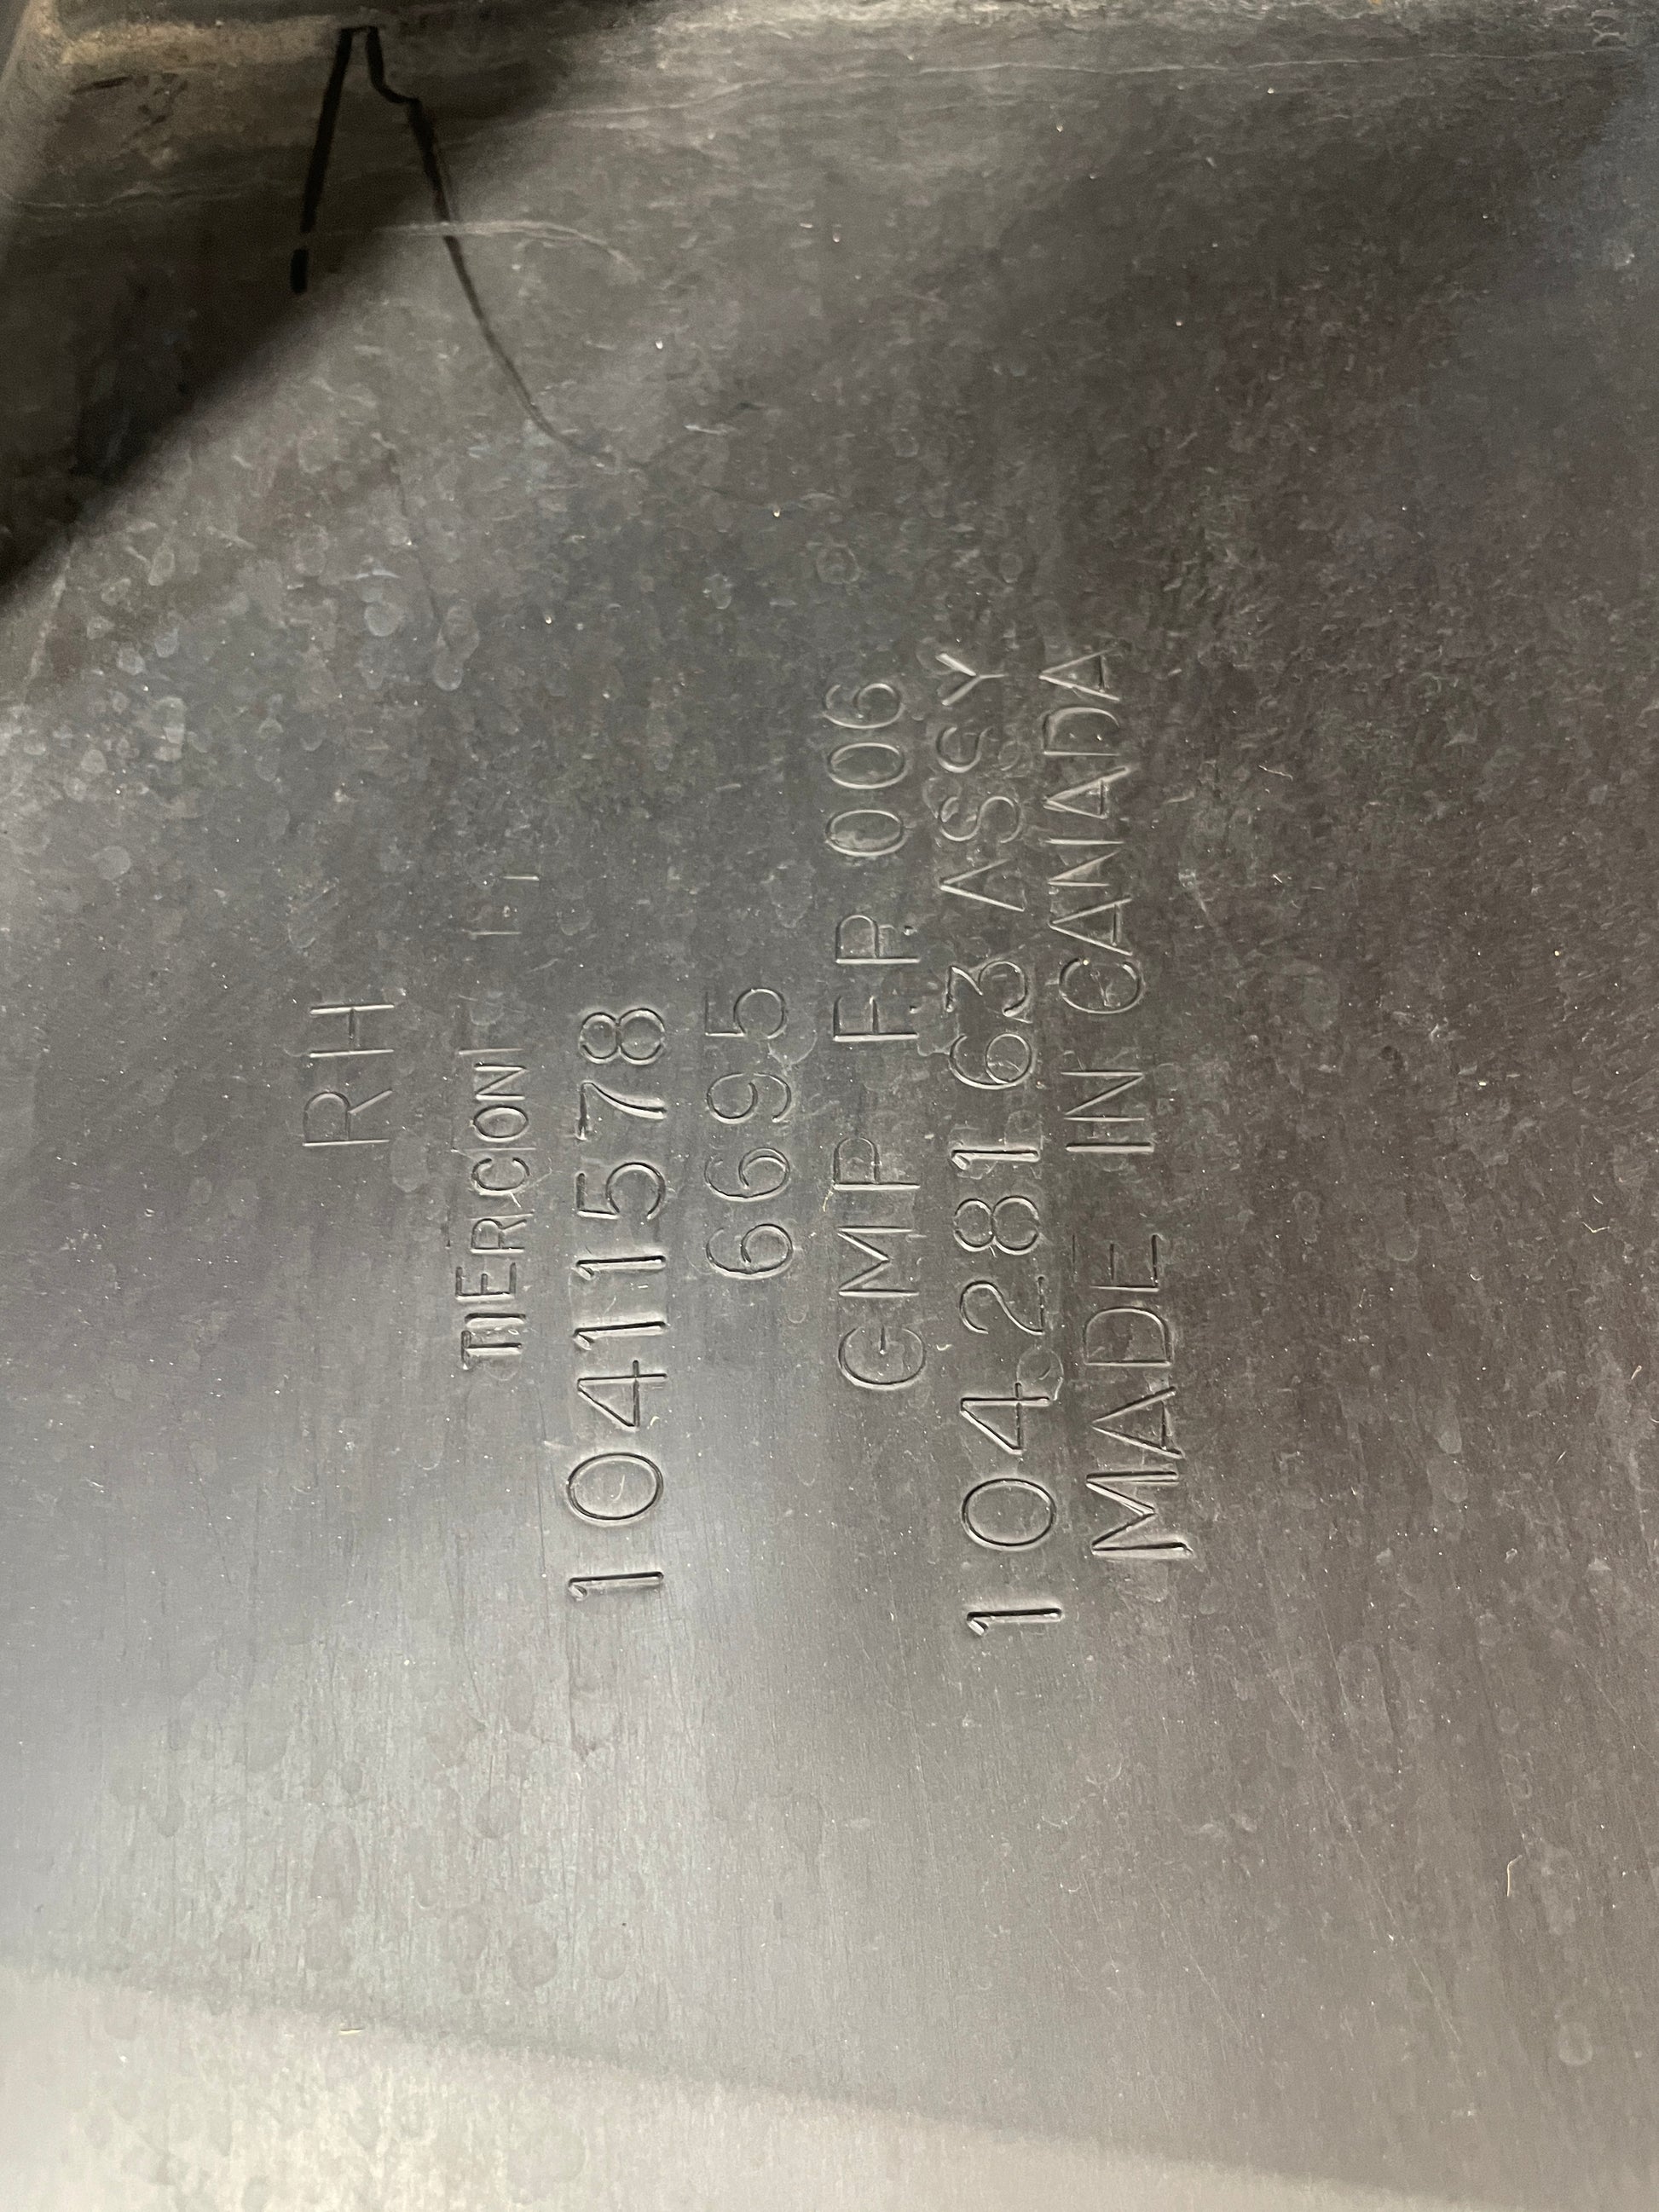 RH
TIERCON
10411578
6695
GMP FP 006
10428163 ASSY
MADE IN CANADA